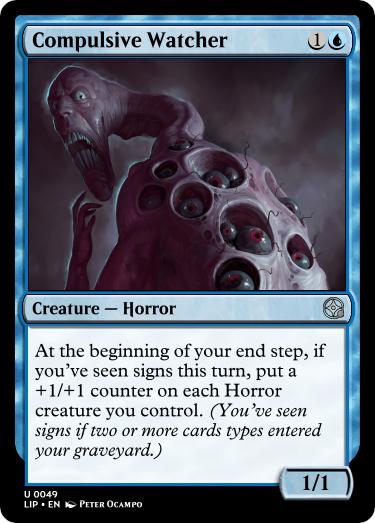 Compulsive Watcher 1
Creature — Horror
At the beginning of your end step, if
you've seen signs this turn, put a
+1/+1 counter on each Horror
creature you control. (You've seen
signs if two or more cards types entered
your graveyard.)
1/1
U 0049
LIP • EN Peter Ocampo